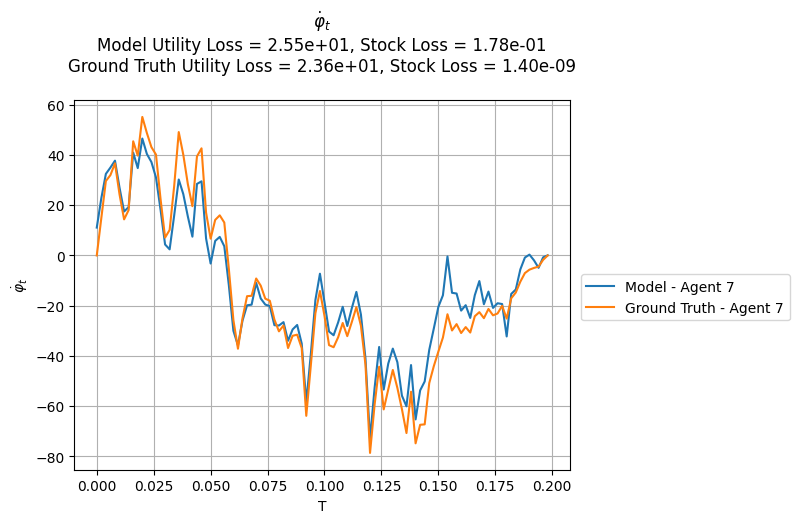 φ̇ₜ
Model Utility Loss = 2.55e+01, Stock Loss = 1.78e-01
Ground Truth Utility Loss = 2.36e+01, Stock Loss = 1.40e-09
60
40
20
0
−20
−40
−60
−80
φ̇ₜ
0.000 0.025 0.050 0.075 0.100 0.125 0.150 0.175 0.200
T
Model - Agent 7
Ground Truth - Agent 7